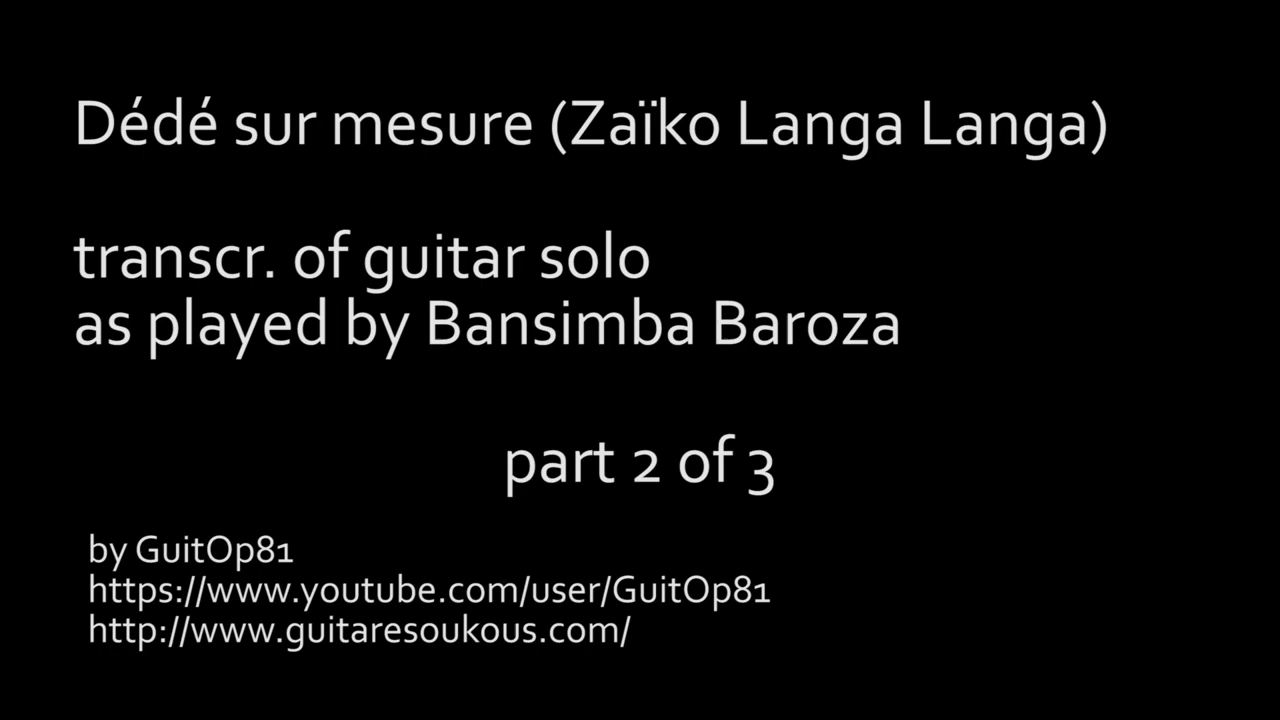 Dédé sur mesure (Zaïko Langa Langa)
transcr. of guitar solo
as played by Bansimba Baroza
part 2 of 3
by GuitOp81
https://www.youtube.com/user/GuitOp81
http://www.guitaresoukous.com/